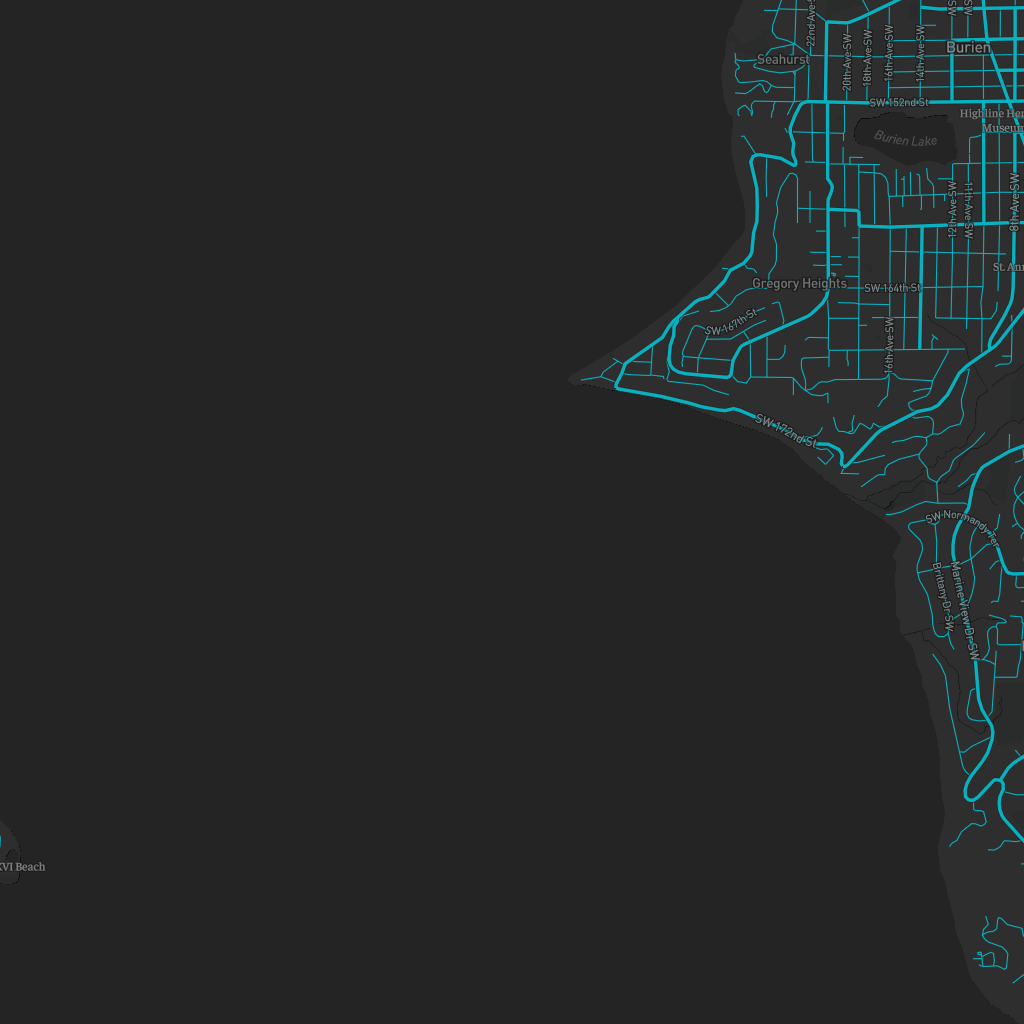 22nd Ave S
SW
SW
Burien
20th Ave SW
18th Ave SW
16th Ave SW
14th Ave SW
Seahurst
SW 152nd St
Highline Her
Museum
Burien Lake
12th Ave SW
11th Ave SW
8th Ave SW
St. Ann
Gregory Heights
SW 164th St
SW 167th St
16th Ave SW
SW 172nd St
SW Normandy Ter
Brittany Dr SW
Marine View Dr SW
KVI Beach